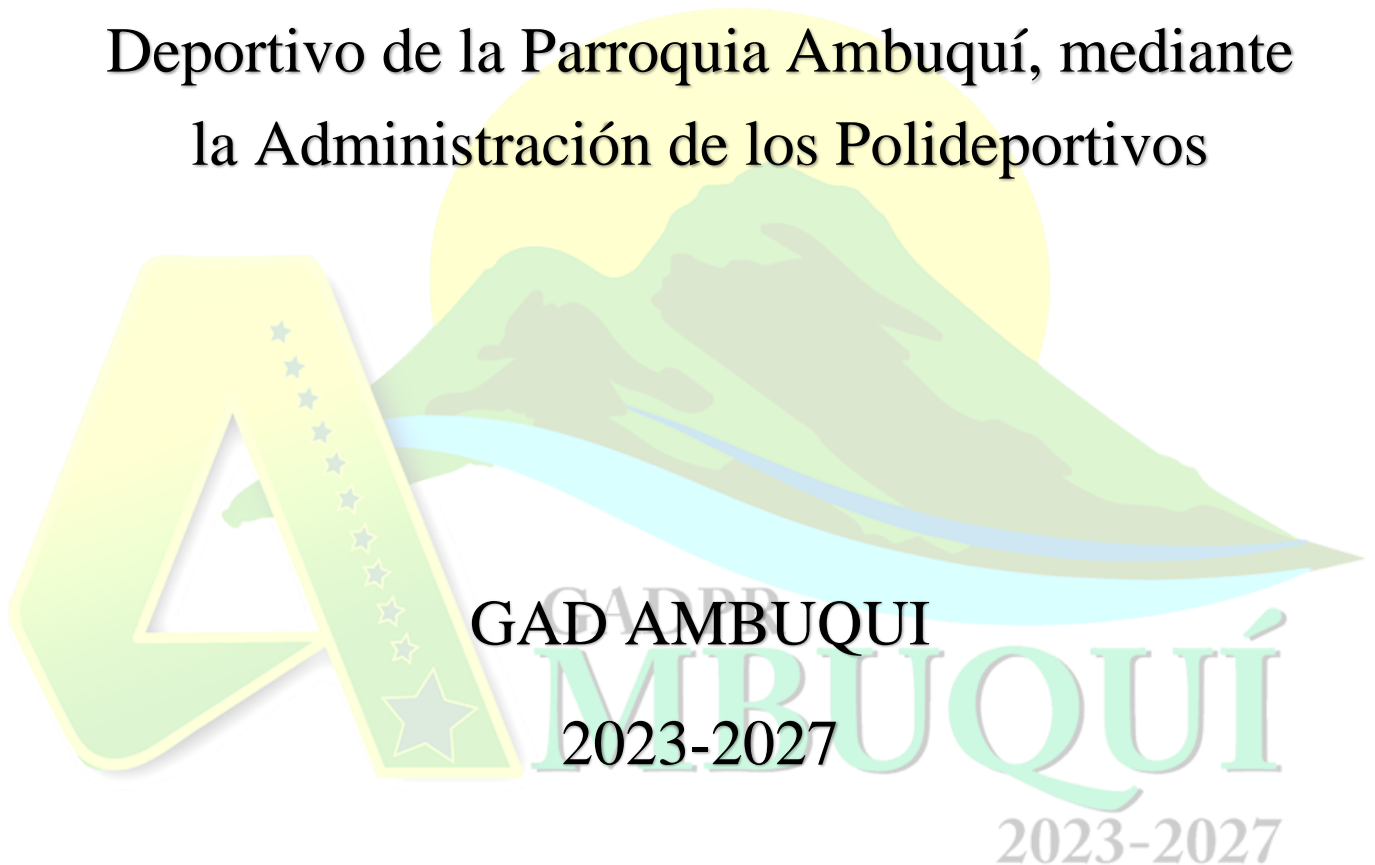 Deportivo de la Parroquia Ambuquí, mediante
la Administración de los Polideportivos
GADPR
GAD AMBUQUI
AMBUQUÍ
2023-2027
2023-2027